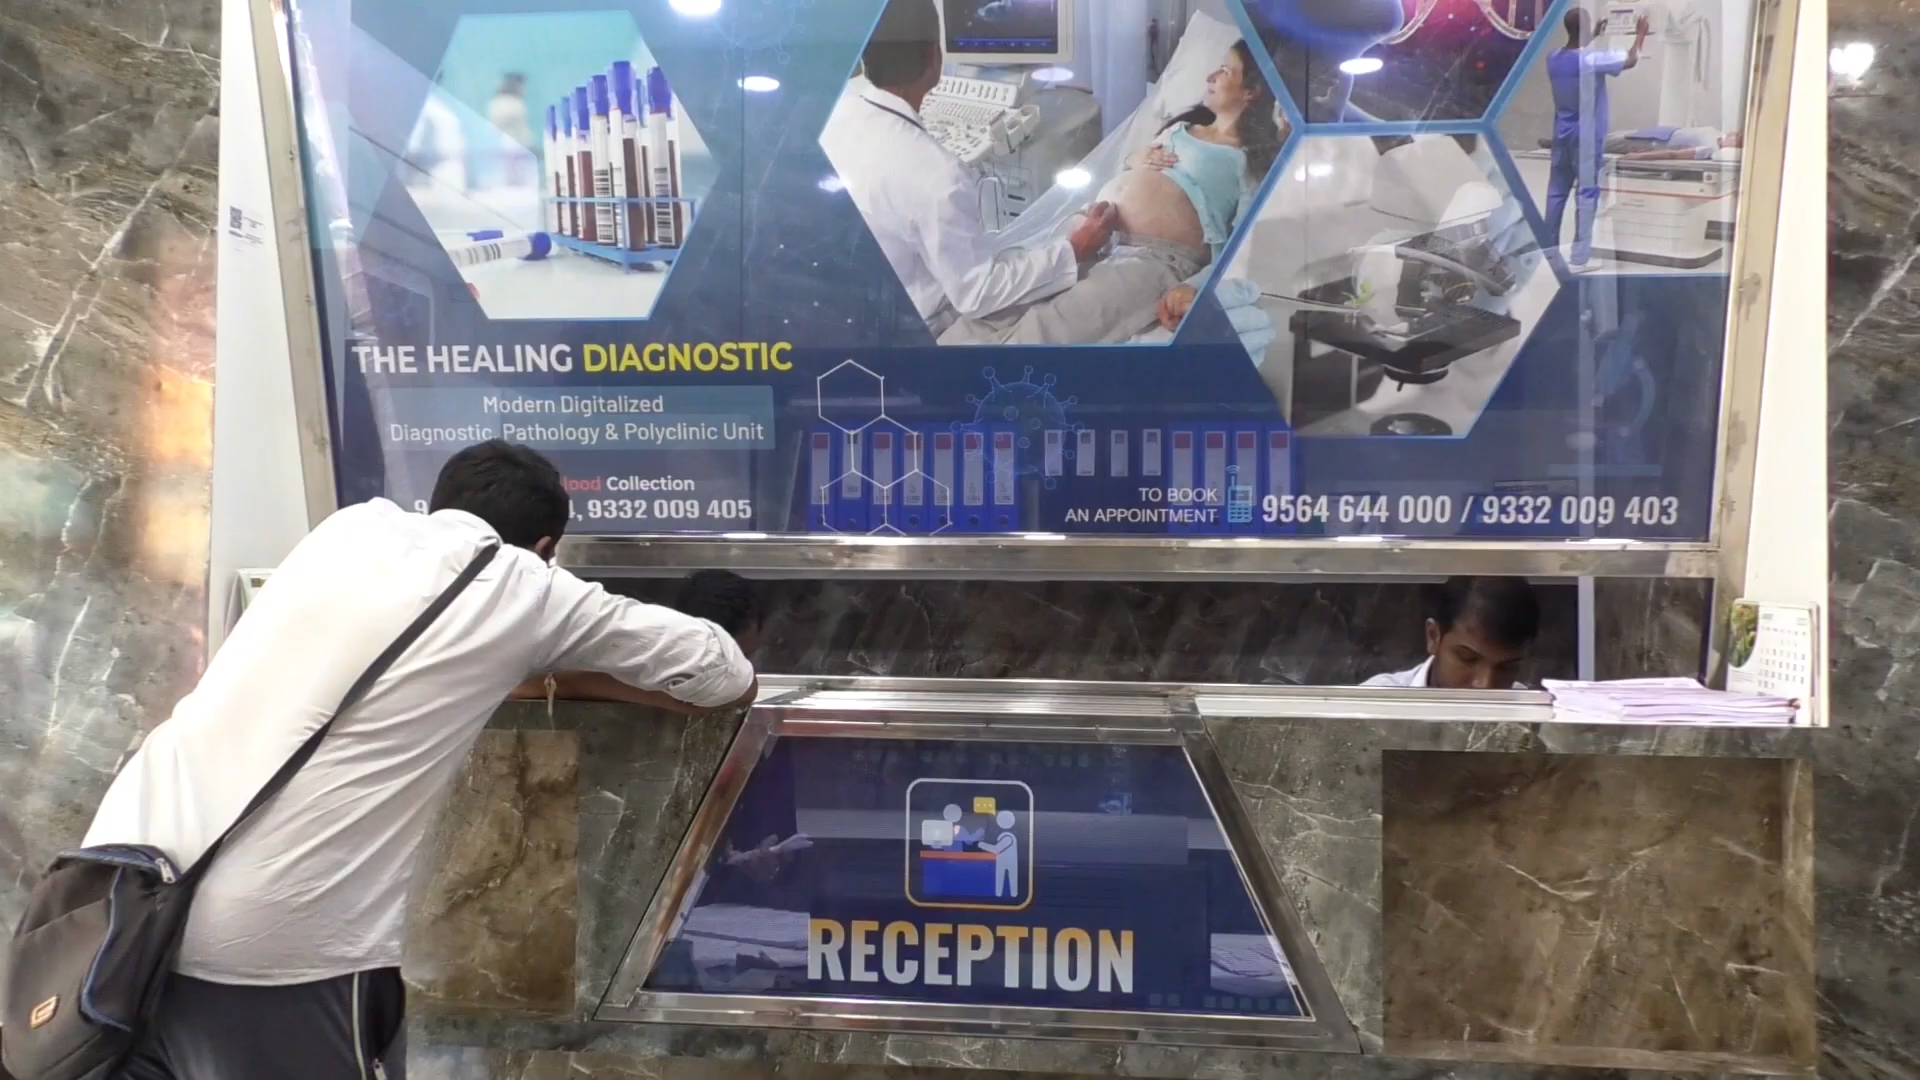 THE HEALING DIAGNOSTIC
Modern Digitalized
Diagnostic, Pathology & Polyclinic Unit
Collection
9332 009 405
TO BOOK
AN APPOINTMENT
9564 644 000 / 9332 009 403
RECEPTION